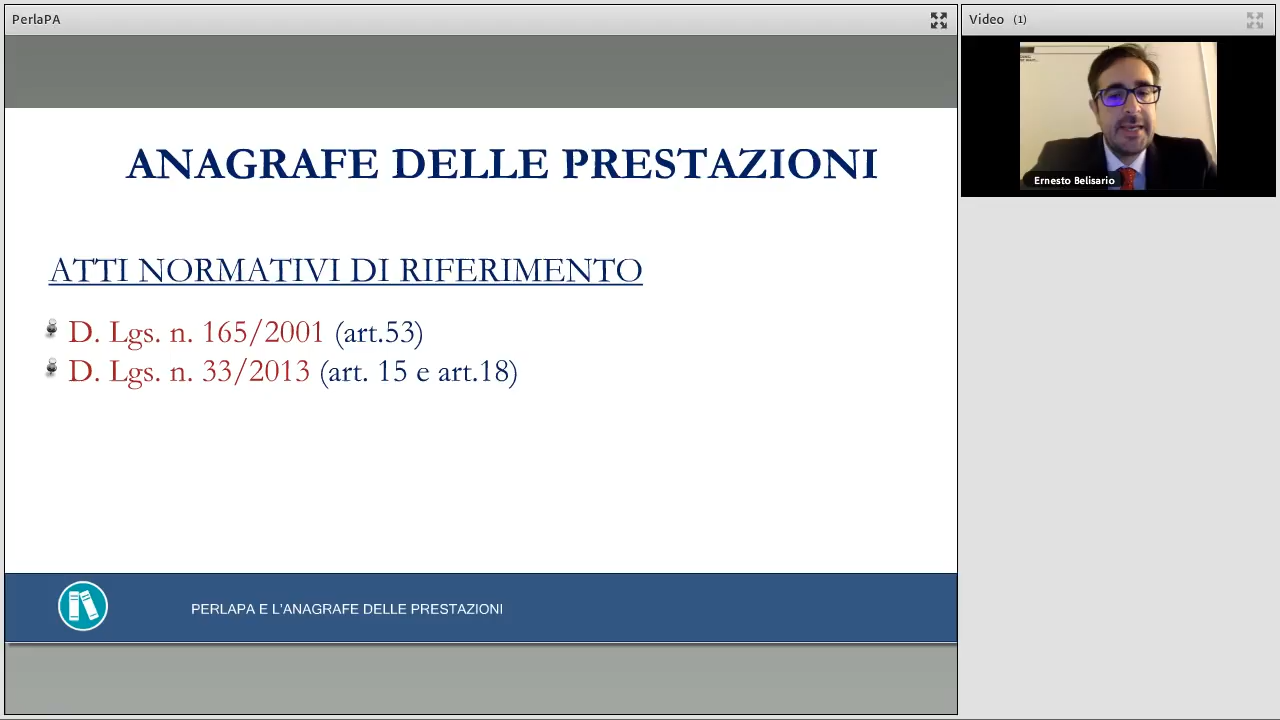 PerlaPA
Video (1)
Ernesto Belisario
ANAGRAFE DELLE PRESTAZIONI
ATTI NORMATIVI DI RIFERIMENTO
D. Lgs. n. 165/2001 (art.53)
D. Lgs. n. 33/2013 (art. 15 e art.18)
PERLAPA E L'ANAGRAFE DELLE PRESTAZIONI